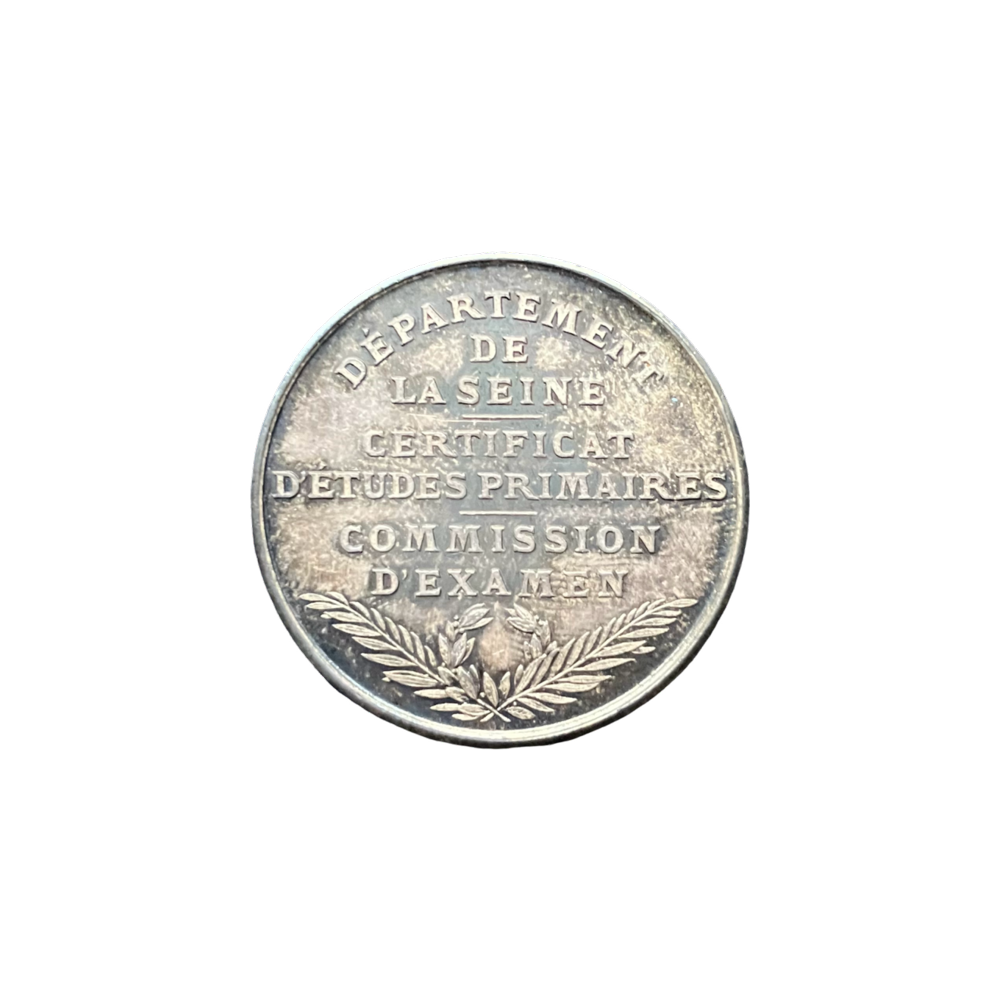 DÉPARTEMENT
DE
LA SEINE
CERTIFICAT
D'ÉTUDES PRIMAIRES
COMMISSION
D'EXAMEN